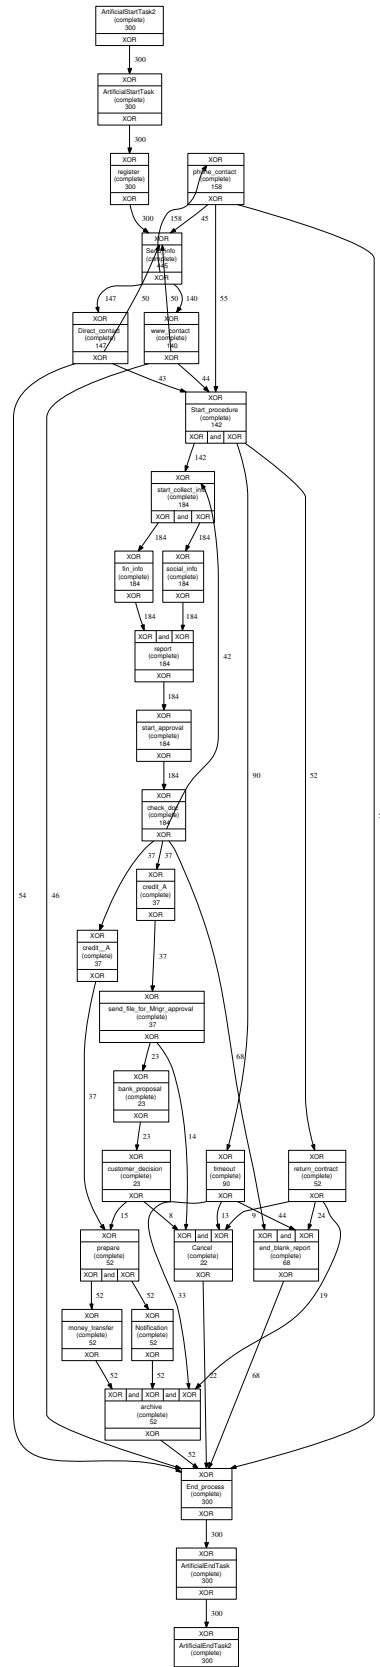 ArtificialStartTask2
(complete)
300
XOR
300
XOR
ArtificialStartTask
(complete)
300
XOR
300
XOR
register
(complete)
300
XOR
XOR
phone_contact
(complete)
158
XOR
300
158
45
XOR
Send_info
(complete)
445
XOR
147
50
50
140
55
XOR
Direct_contact
(complete)
147
XOR
XOR
www_contact
(complete)
140
XOR
43
44
XOR
Start_procedure
(complete)
142
XOR and XOR
142
XOR
start_collect_info
(complete)
184
XOR and XOR
184
184
XOR
fin_info
(complete)
184
XOR
XOR
social_info
(complete)
184
XOR
184
184
XOR and XOR
report
(complete)
184
XOR
42
184
XOR
start_approval
(complete)
184
XOR
184
90
52
XOR
check_doc
(complete)
184
XOR
37
37
XOR
credit_A
(complete)
37
XOR
54
46
XOR
credit__A
(complete)
37
XOR
37
XOR
send_file_for_Mngr_approval
(complete)
37
XOR
23
68
XOR
bank_proposal
(complete)
23
XOR
37
23
14
XOR
customer_decision
(complete)
23
XOR
XOR
timeout
(complete)
90
XOR
XOR
return_contract
(complete)
52
XOR
15
8
13
9
44
24
XOR
prepare
(complete)
52
XOR and XOR
XOR and XOR
Cancel
(complete)
22
XOR
XOR and XOR
end_blank_report
(complete)
68
XOR
52
52
33
19
XOR
money_transfer
(complete)
52
XOR
XOR
Notification
(complete)
52
XOR
52
52
22
68
XOR and XOR and XOR
archive
(complete)
52
XOR
52
XOR
End_process
(complete)
300
XOR
300
XOR
ArtificialEndTask
(complete)
300
XOR
300
XOR
ArtificialEndTask2
(complete)
300